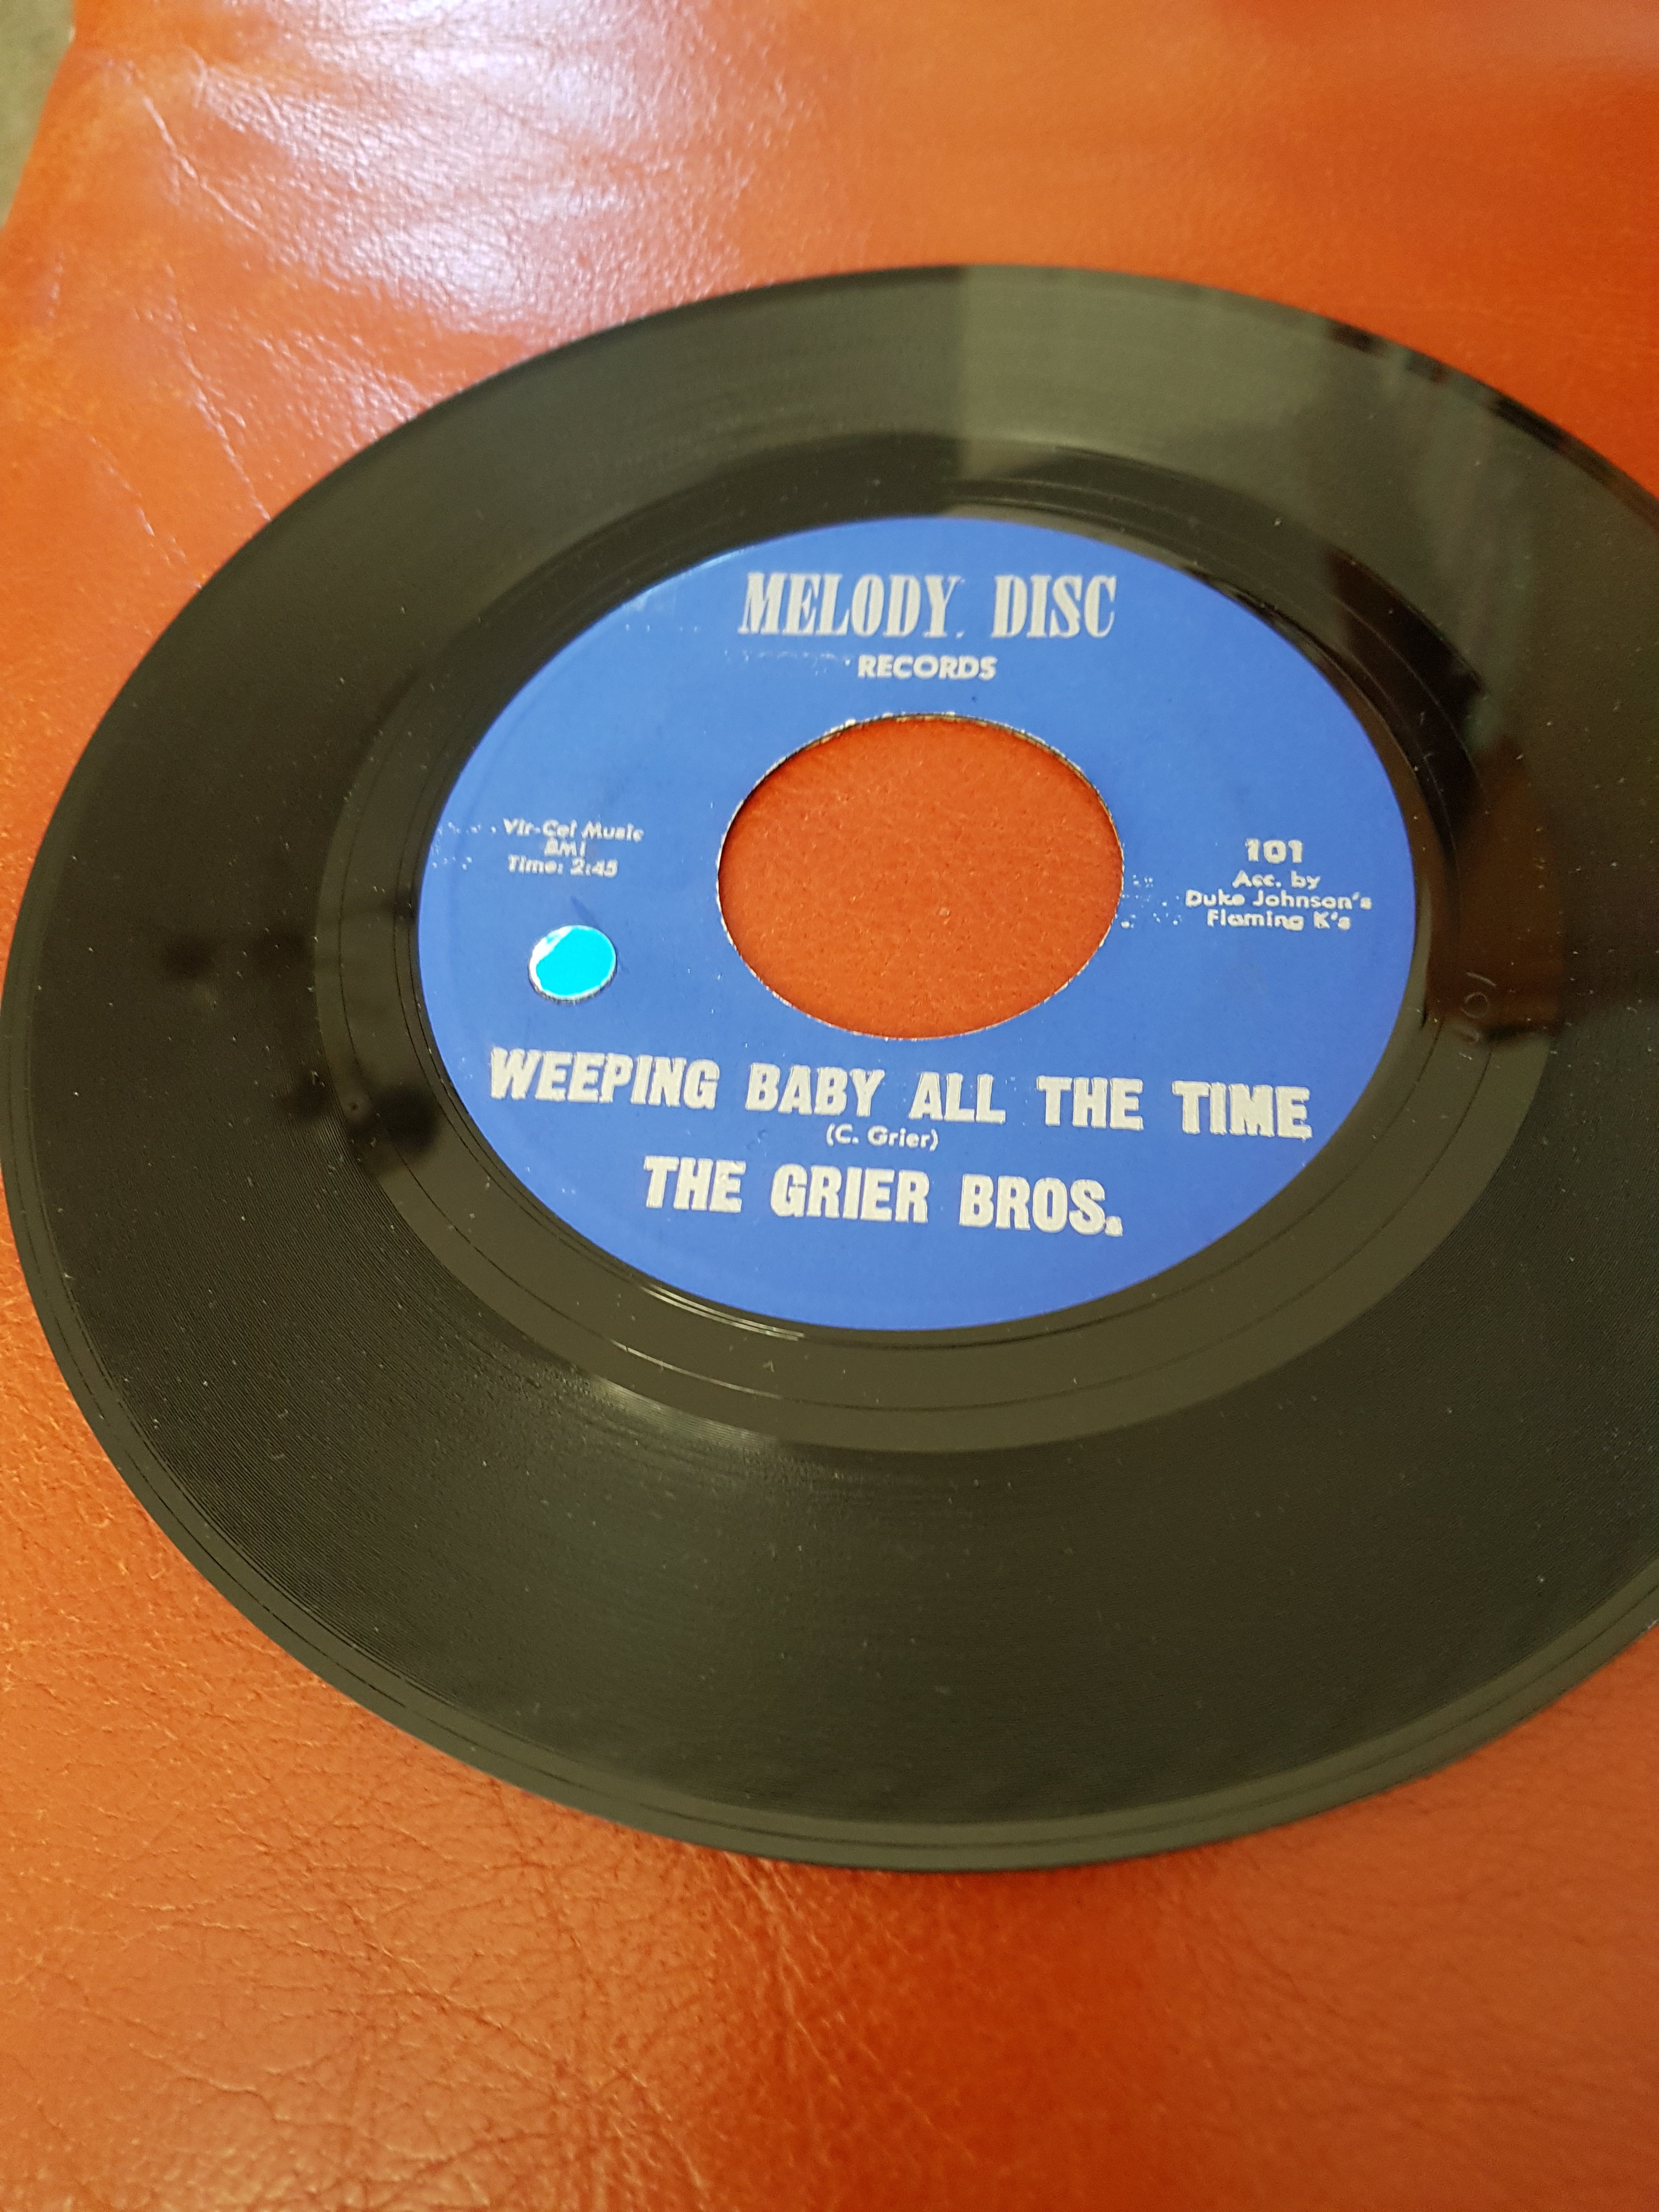 MELODY DISC
RECORDS
Vir-Cet Music
BMI
Time: 2:45
101
Acc. by
Duke Johnson's
Flaming K's
WEEPING BABY ALL THE TIME
(C. Grier)
THE GRIER BROS.